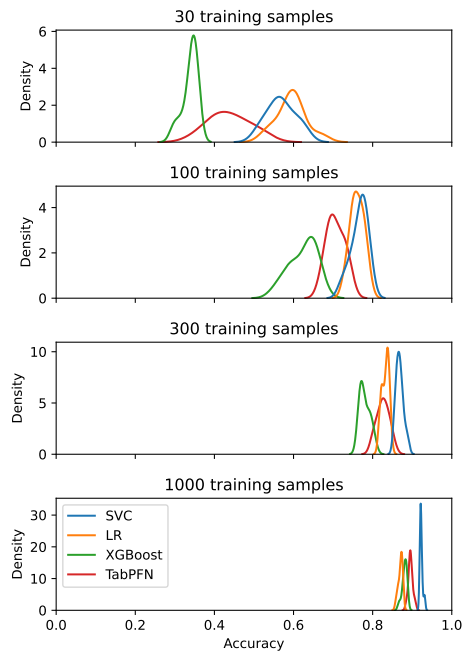 30 training samples
6
4
2
0
Density
100 training samples
4
2
0
Density
300 training samples
10
5
0
Density
1000 training samples
30
20
10
0
Density
SVC
LR
XGBoost
TabPFN
0.0 0.2 0.4 0.6 0.8 1.0
Accuracy